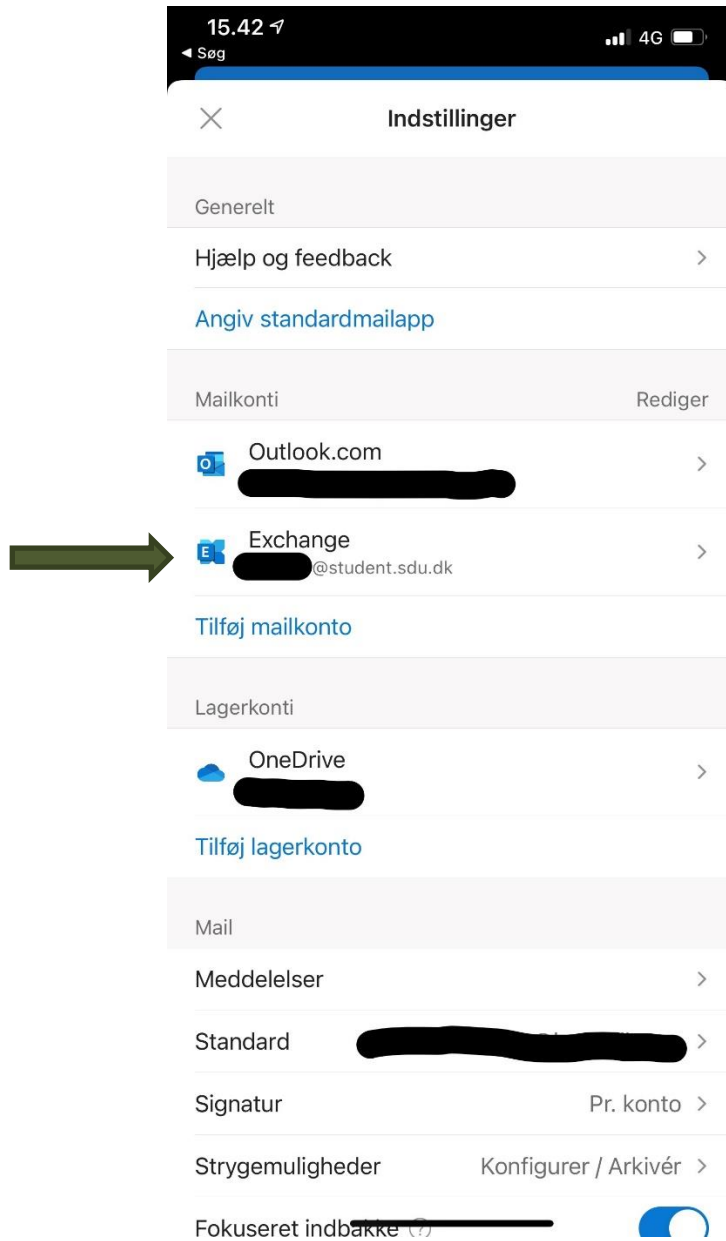 15.42
4G
◀ Søg
Indstillinger
Generelt
Hjælp og feedback
Angiv standardmailapp
Mailkonti Rediger
Outlook.com
Exchange
@student.sdu.dk
Tilføj mailkonto
Lagerkonti
OneDrive
Tilføj lagerkonto
Mail
Meddelelser
Standard
Signatur Pr. konto
Strygemuligheder Konfigurer / Arkivér
Fokuseret indbakke